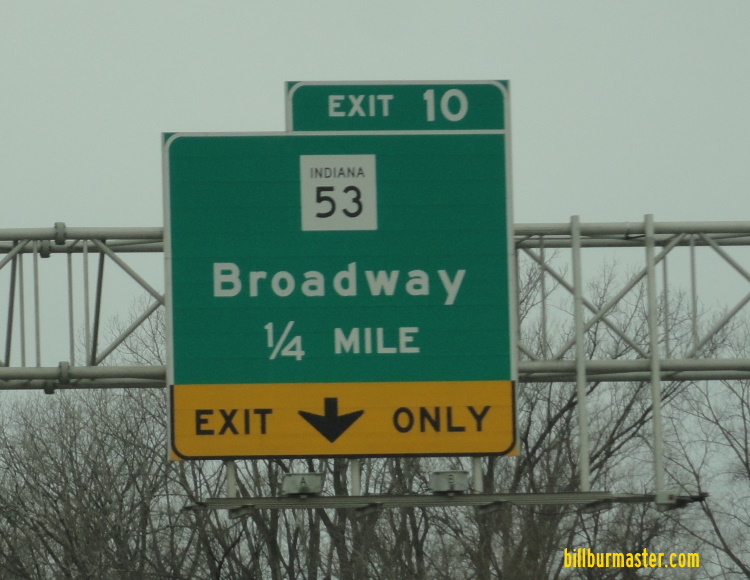 EXIT 10
INDIANA
53
Broadway
¼ MILE
EXIT ONLY
A B
billburmaster.com